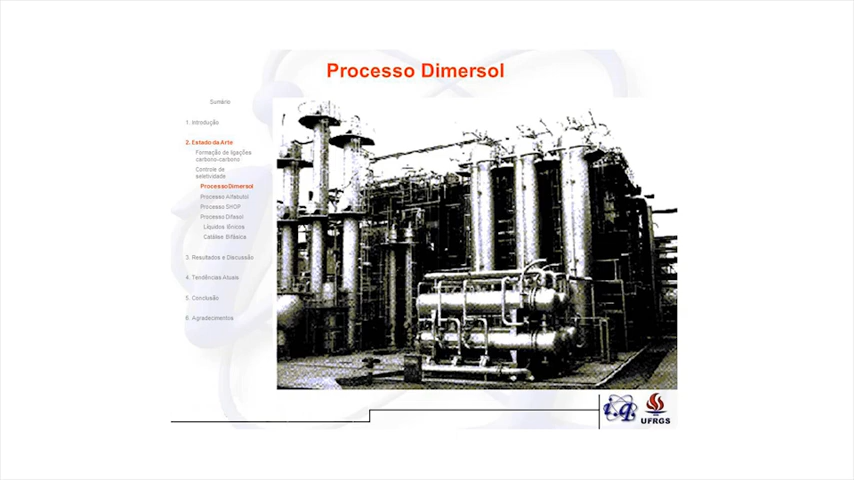 Processo Dimersol
Sumário
1. Introdução
2. Estado da Arte
Formação de ligações
carbono-carbono
Controle de
seletividade
Processo Dimersol
Processo Alfabutol
Processo SHOP
Processo Difasol
Líquidos Iônicos
Catálise Bifásica
3. Resultados e Discussão
4. Tendências Atuais
5. Conclusão
6. Agradecimentos
i.q.
UFRGS